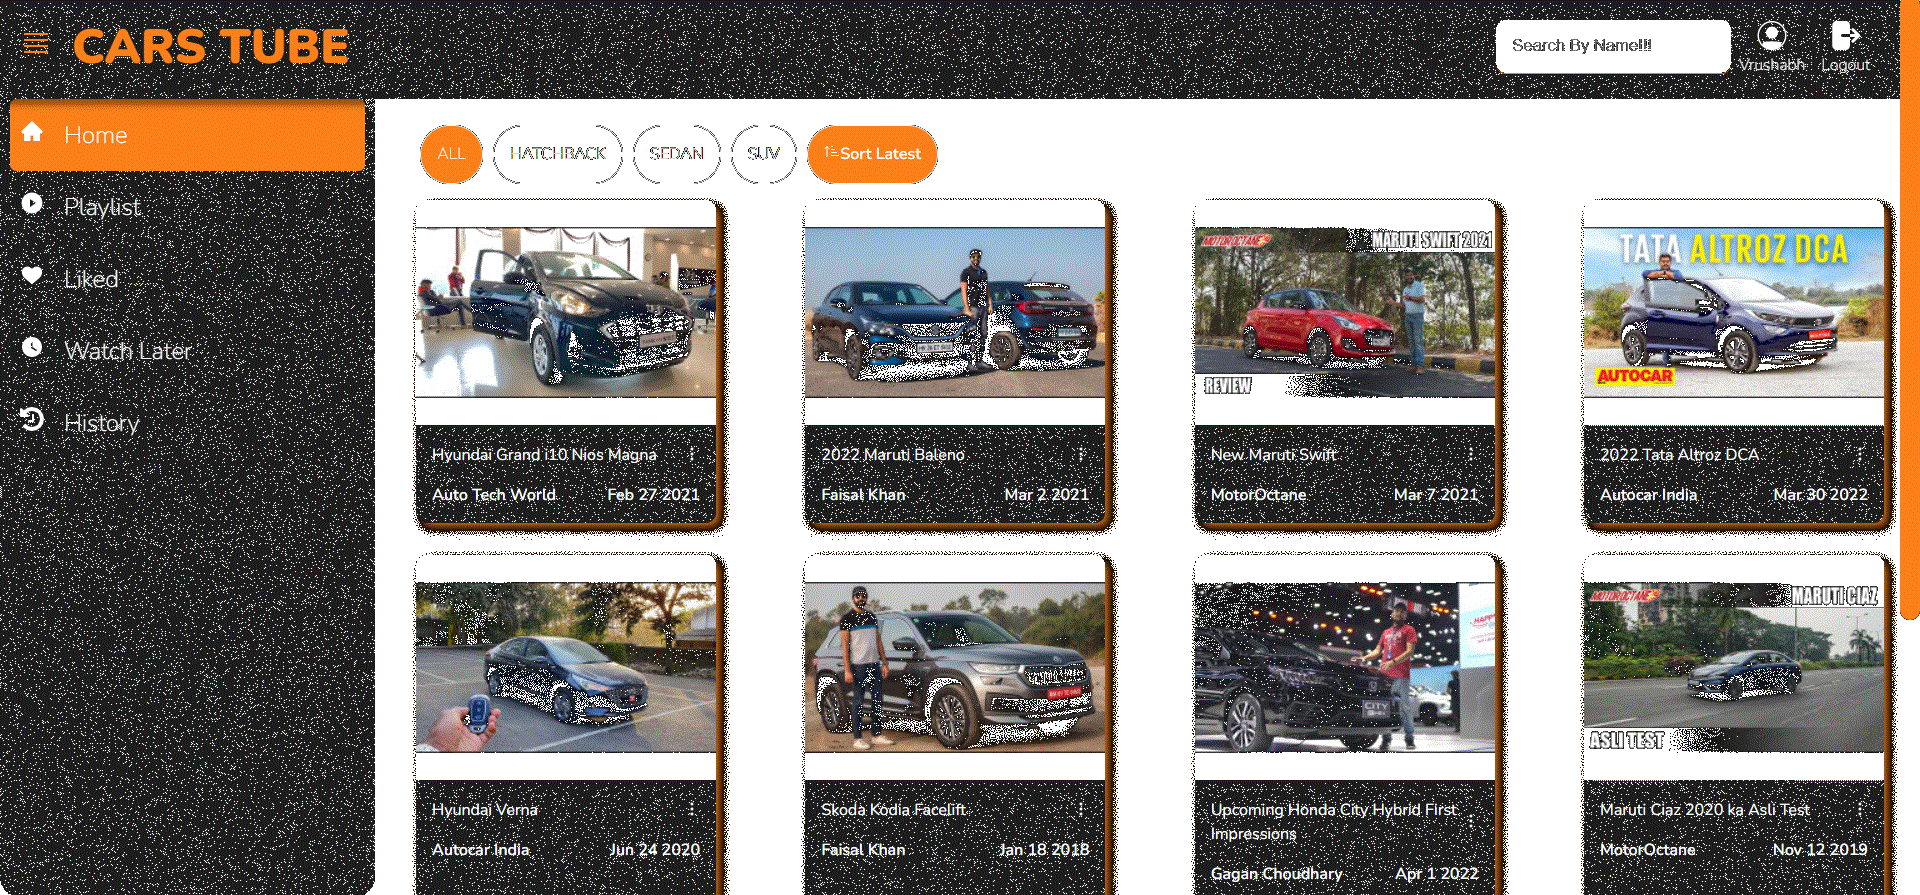 CARS TUBE
Search By Name!!!
Vrushabh
Logout
Home
Playlist
Liked
Watch Later
History
ALL
HATCHBACK
SEDAN
SUV
Sort Latest
MOTOROCTANE
MARUTI SWIFT 2021
REVIEW
TATA ALTROZ DCA
AUTOCAR
Hyundai Grand i10 Nios Magna
Auto Tech World Feb 27 2021
2022 Maruti Baleno
Faisal Khan Mar 2 2021
New Maruti Swift
MotorOctane Mar 7 2021
2022 Tata Altroz DCA
Autocar India Mar 30 2022
CITY
MOTOROCTANE
MARUTI CIAZ
ASLI TEST
Hyundai Verna
Autocar India Jun 24 2020
Skoda Kodia Facelift
Faisal Khan Jan 18 2018
Upcoming Honda City Hybrid First
Impressions
Gagan Choudhary Apr 1 2022
Maruti Ciaz 2020 ka Asli Test
MotorOctane Nov 12 2019